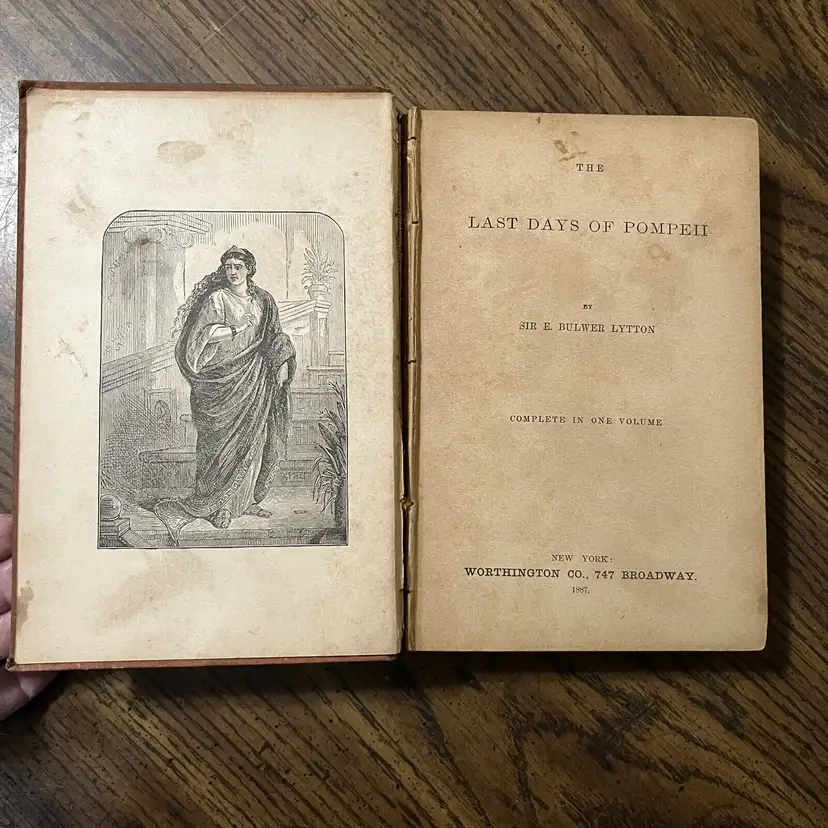 THE
LAST DAYS OF POMPEII
BY
SIR E. BULWER LYTTON
COMPLETE IN ONE VOLUME
NEW YORK:
WORTHINGTON CO., 747 BROADWAY.
1887.